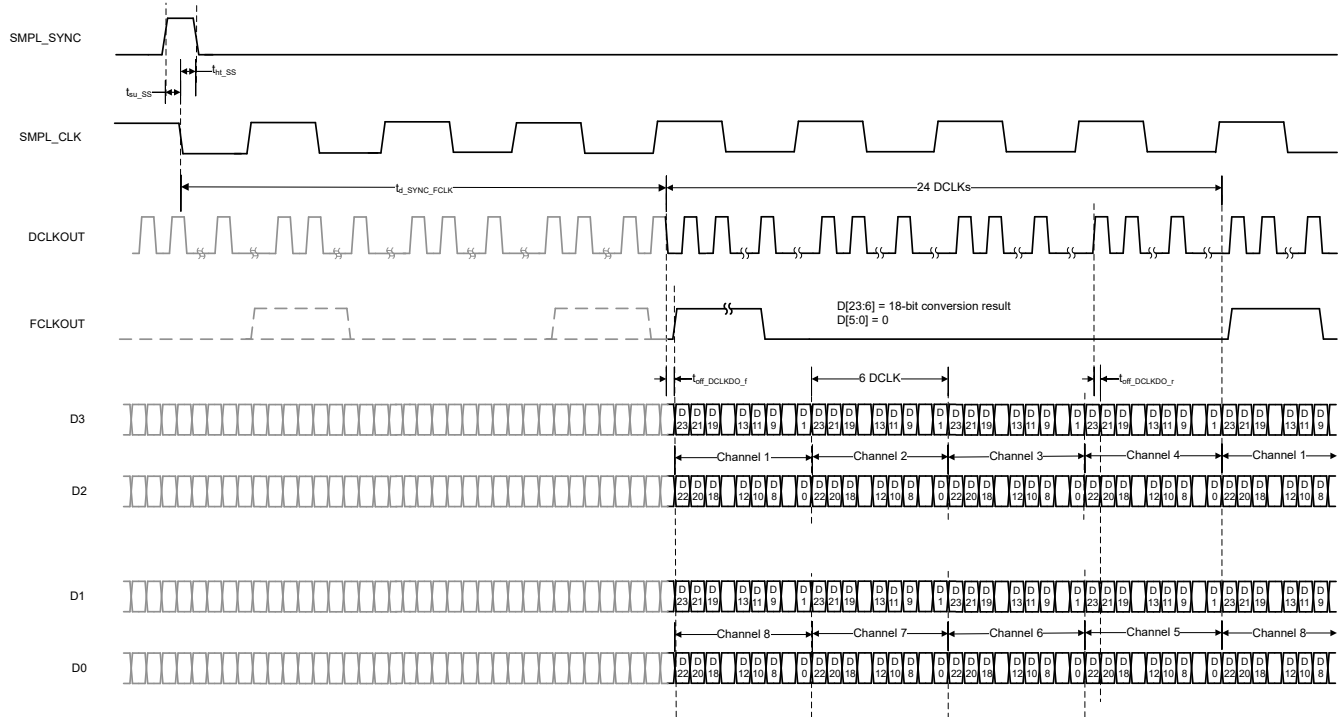 SMPL_SYNC
tht_SS
tsu_SS
SMPL_CLK
td_SYNC_FCLK 24 DCLKs
DCLKOUT
D[23:6] = 18-bit conversion result
FCLKOUT
D[5:0] = 0
toff_DCLKDO_f 6 DCLK toff_DCLKDO_r
D D D D D D D D D D D D D D D D D D D D D D D D D D D D D D D D D D
D3 23 21 19 13 11 9 1 23 21 19 13 11 9 1 23 21 19 13 11 9 1 23 21 19 13 11 9 1 23 21 19 13 11 9
Channel 1 Channel 2 Channel 3 Channel 4 Channel 1
D D D D D D D D D D D D D D D D D D D D D D D D D D D D D D D D D D
D2 22 20 18 12 10 8 0 22 20 18 12 10 8 0 22 20 18 12 10 8 0 22 20 18 12 10 8 0 22 20 18 12 10 8
D D D D D D D D D D D D D D D D D D D D D D D D D D D D D D D D D D
D1 23 21 19 13 11 9 1 23 21 19 13 11 9 1 23 21 19 13 11 9 1 23 21 19 13 11 9 1 23 21 19 13 11 9
Channel 8 Channel 7 Channel 6 Channel 5 Channel 8
D D D D D D D D D D D D D D D D D D D D D D D D D D D D D D D D D D
D0 22 20 18 12 10 8 0 22 20 18 12 10 8 0 22 20 18 12 10 8 0 22 20 18 12 10 8 0 22 20 18 12 10 8